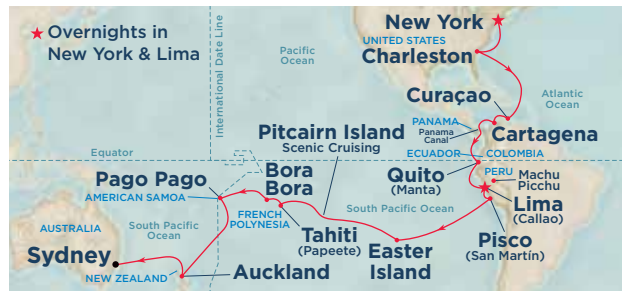 ★ Overnights in
New York & Lima
International Date Line
Pacific
Ocean
New York
UNITED STATES
Charleston
Atlantic
Ocean
Curaçao
PANAMA
Panama
Canal
Cartagena
Pitcairn Island
Scenic Cruising
Equator
ECUADOR
COLOMBIA
Quito
(Manta)
PERU
Machu
Picchu
Lima
(Callao)
Pisco
(San Martín)
Pago Pago
AMERICAN SAMOA
Bora
Bora
FRENCH
POLYNESIA
South Pacific Ocean
Tahiti
(Papeete)
Easter
Island
AUSTRALIA
South Pacific
Ocean
Sydney
NEW ZEALAND
Auckland